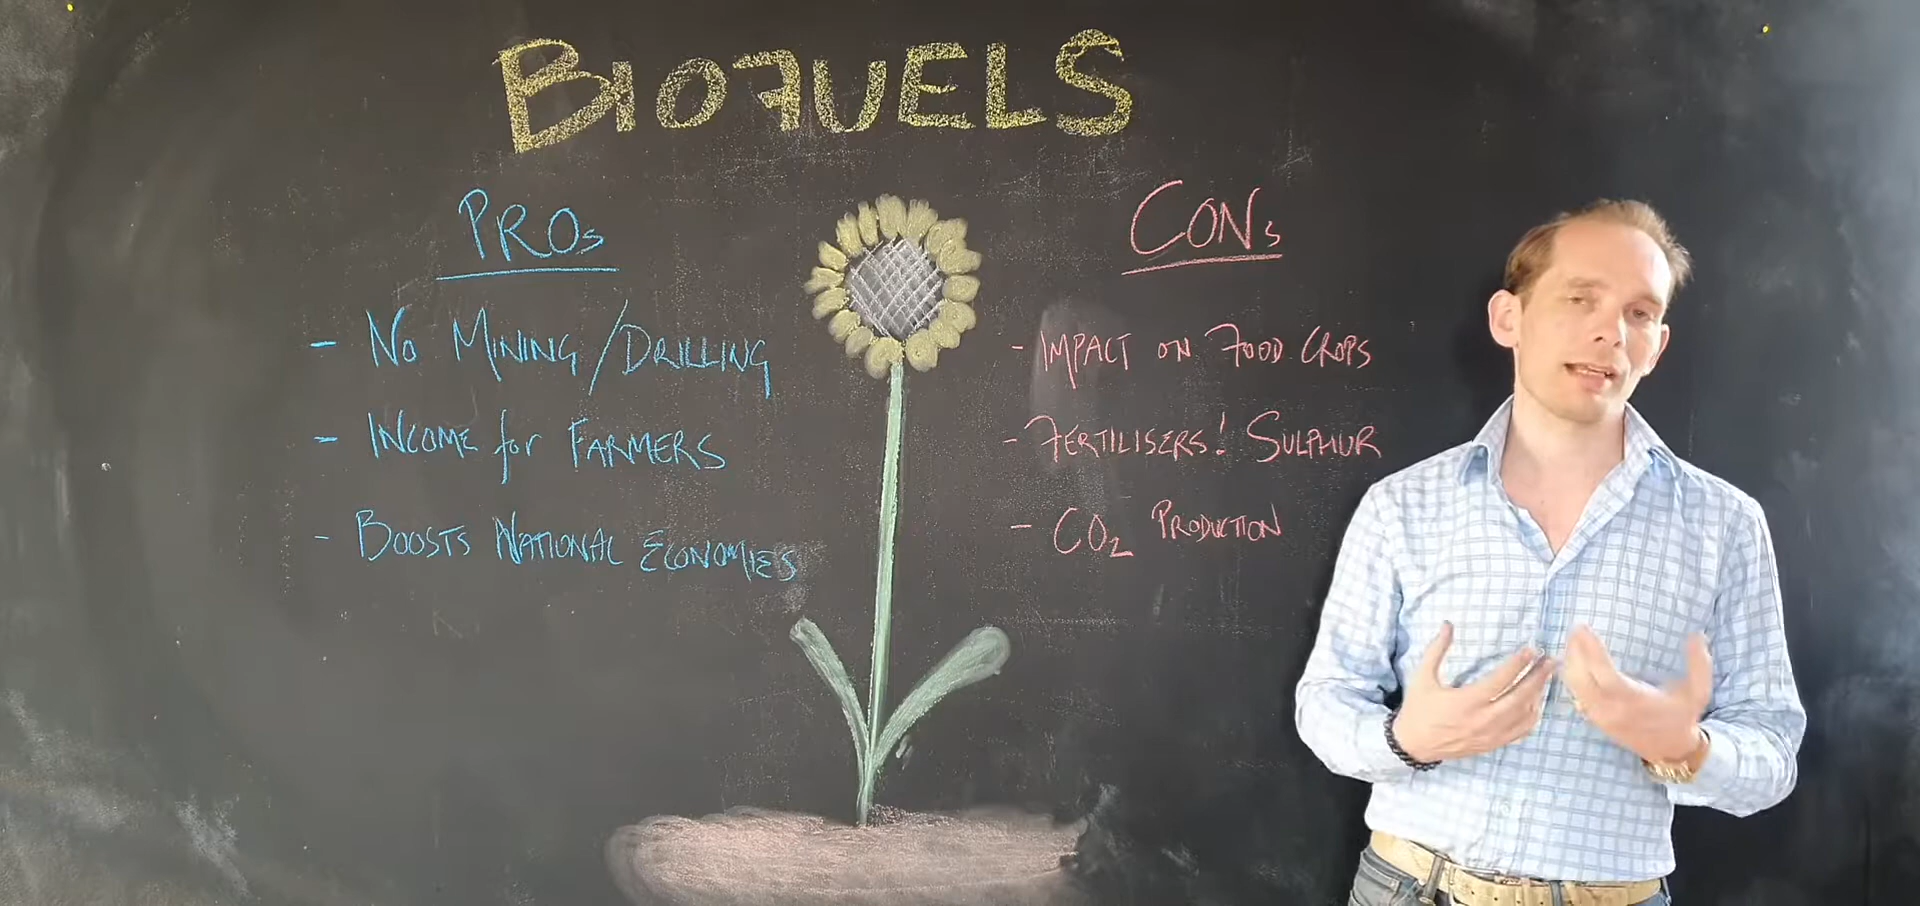 BIOFUELS
PROs
- No MINING/DRILLING
- INCOME for FARMERS
- BOOSTS NATIONAL ECONOMIES
CONs
- IMPACT ON FOOD CROPS
- FERTILISERS! SULPHUR
- CO₂ PRODUCTION